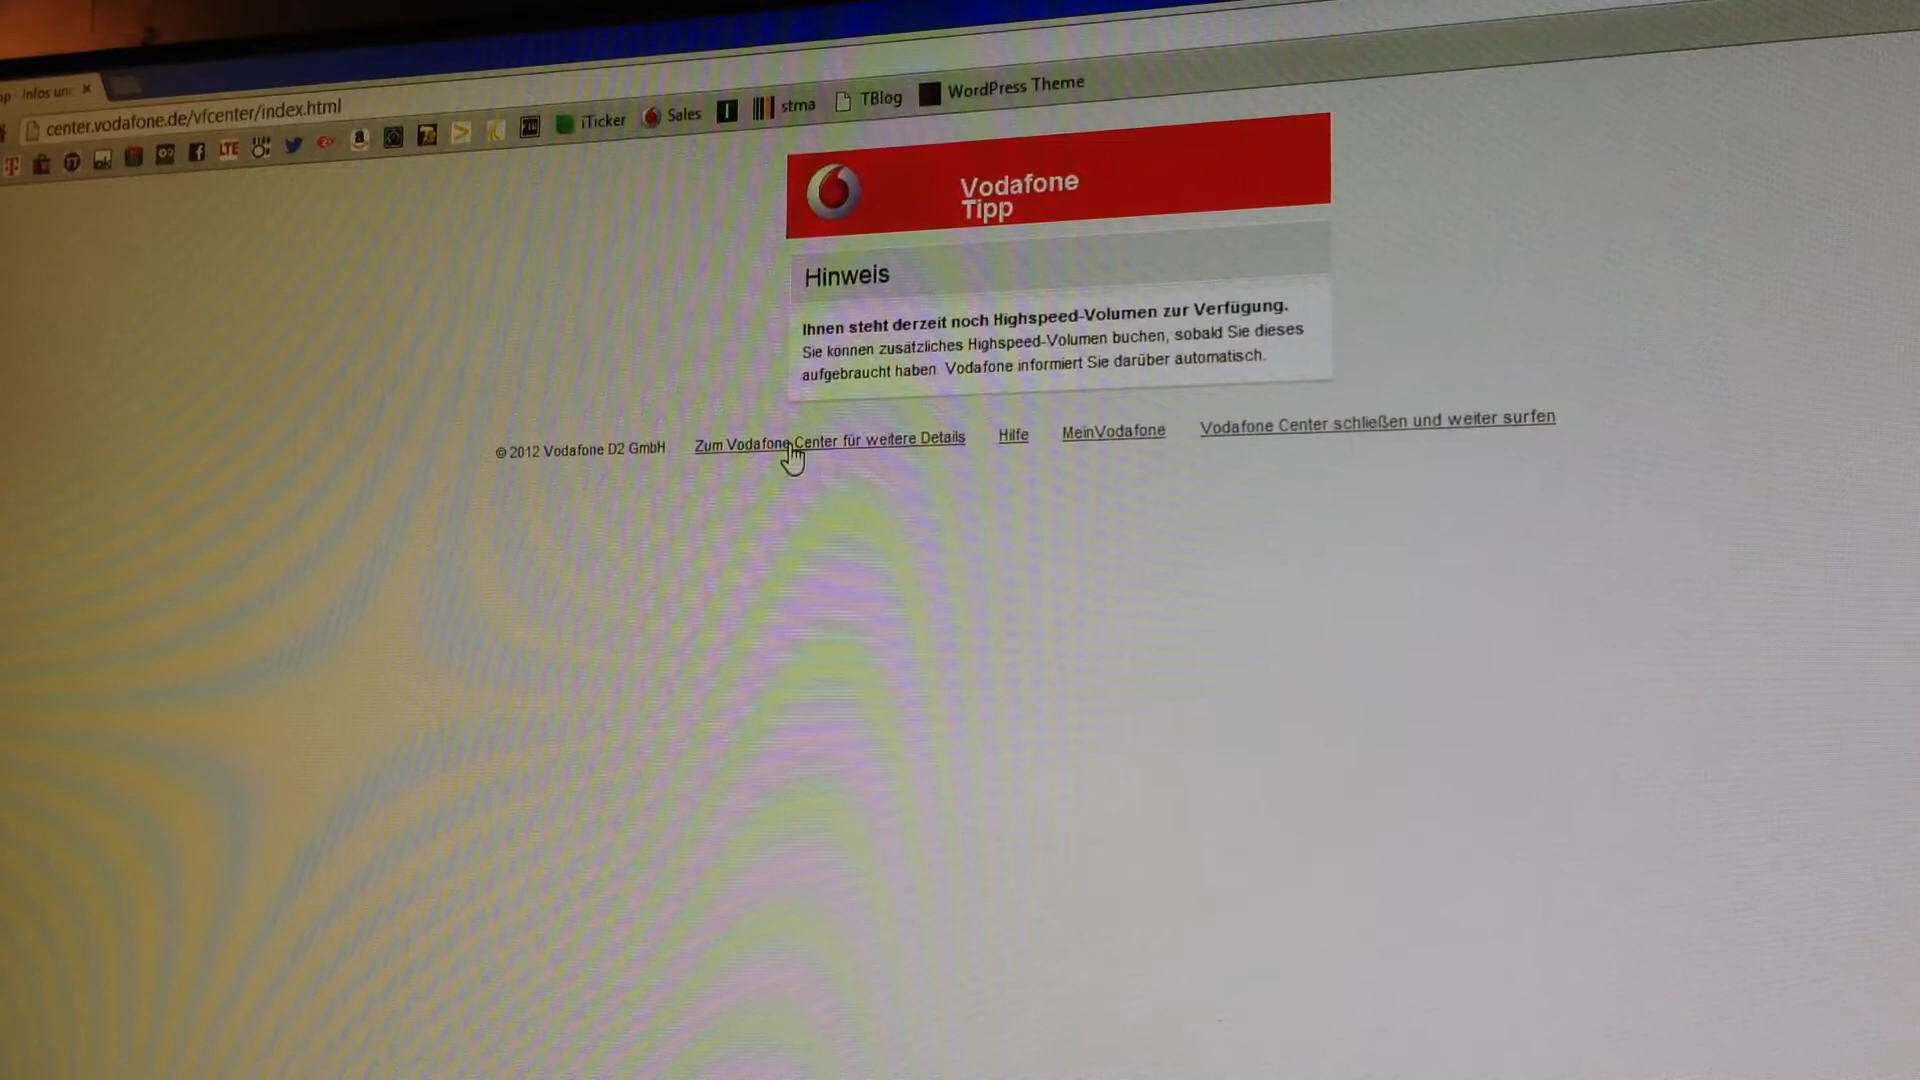 Infos un
center.vodafone.de/vfcenter/index.html
LTE
iTicker
Sales
stma
TBlog
WordPress Theme
Vodafone
Tipp
Hinweis
Ihnen steht derzeit noch Highspeed-Volumen zur Verfügung.
Sie können zusätzliches Highspeed-Volumen buchen, sobald Sie dieses
aufgebraucht haben. Vodafone informiert Sie darüber automatisch.
© 2012 Vodafone D2 GmbH
Zum Vodafone Center für weitere Details
Hilfe
MeinVodafone
Vodafone Center schließen und weiter surfen